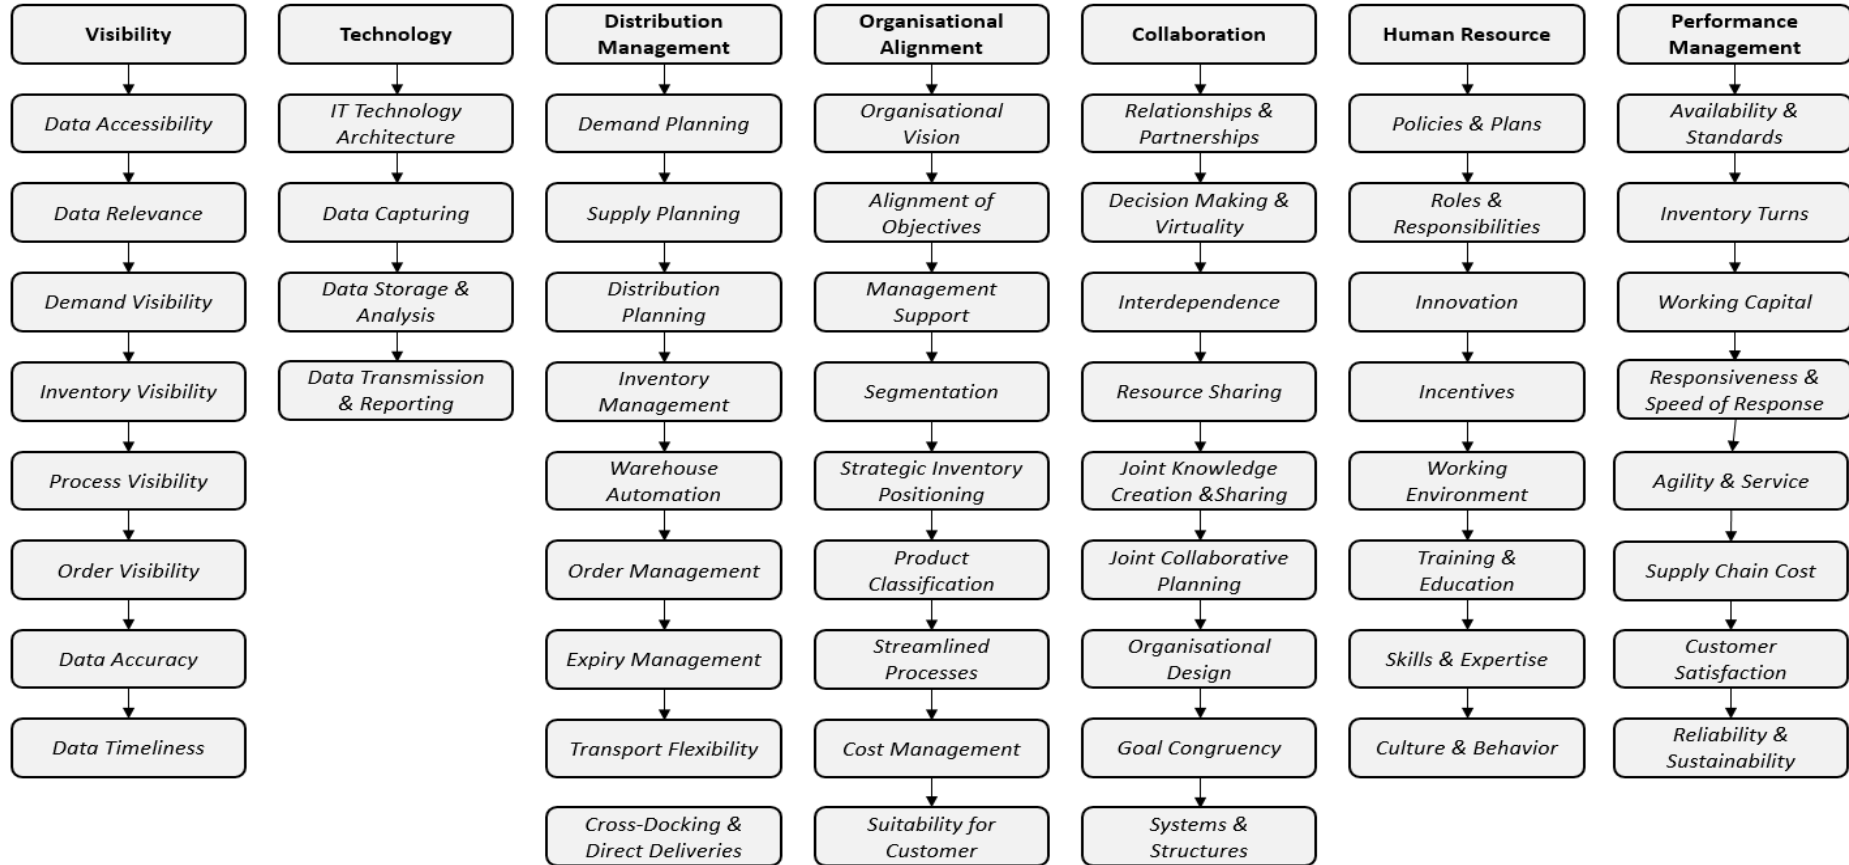 Visibility
Data Accessibility
Data Relevance
Demand Visibility
Inventory Visibility
Process Visibility
Order Visibility
Data Accuracy
Data Timeliness
Technology
IT Technology
Architecture
Data Capturing
Data Storage &
Analysis
Data Transmission
& Reporting
Distribution
Management
Demand Planning
Supply Planning
Distribution
Planning
Inventory
Management
Warehouse
Automation
Order Management
Expiry Management
Transport Flexibility
Cross-Docking &
Direct Deliveries
Organisational
Alignment
Organisational
Vision
Alignment of
Objectives
Management
Support
Segmentation
Strategic Inventory
Positioning
Product
Classification
Streamlined
Processes
Cost Management
Suitability for
Customer
Collaboration
Relationships &
Partnerships
Decision Making &
Virtuality
Interdependence
Resource Sharing
Joint Knowledge
Creation &Sharing
Joint Collaborative
Planning
Organisational
Design
Goal Congruency
Systems &
Structures
Human Resource
Policies & Plans
Roles &
Responsibilities
Innovation
Incentives
Working
Environment
Training &
Education
Skills & Expertise
Culture & Behavior
Performance
Management
Availability &
Standards
Inventory Turns
Working Capital
Responsiveness &
Speed of Response
Agility & Service
Supply Chain Cost
Customer
Satisfaction
Reliability &
Sustainability